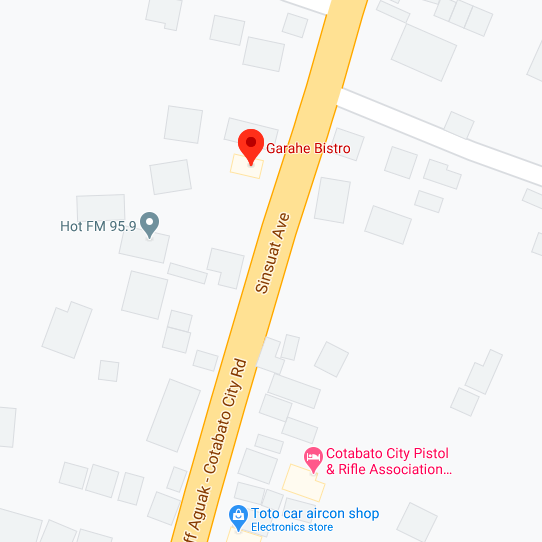 Garahe Bistro
Hot FM 95.9
Sinsuat Ave
ff Aguak - Cotabato City Rd
Cotabato City Pistol
& Rifle Association...
Toto car aircon shop
Electronics store